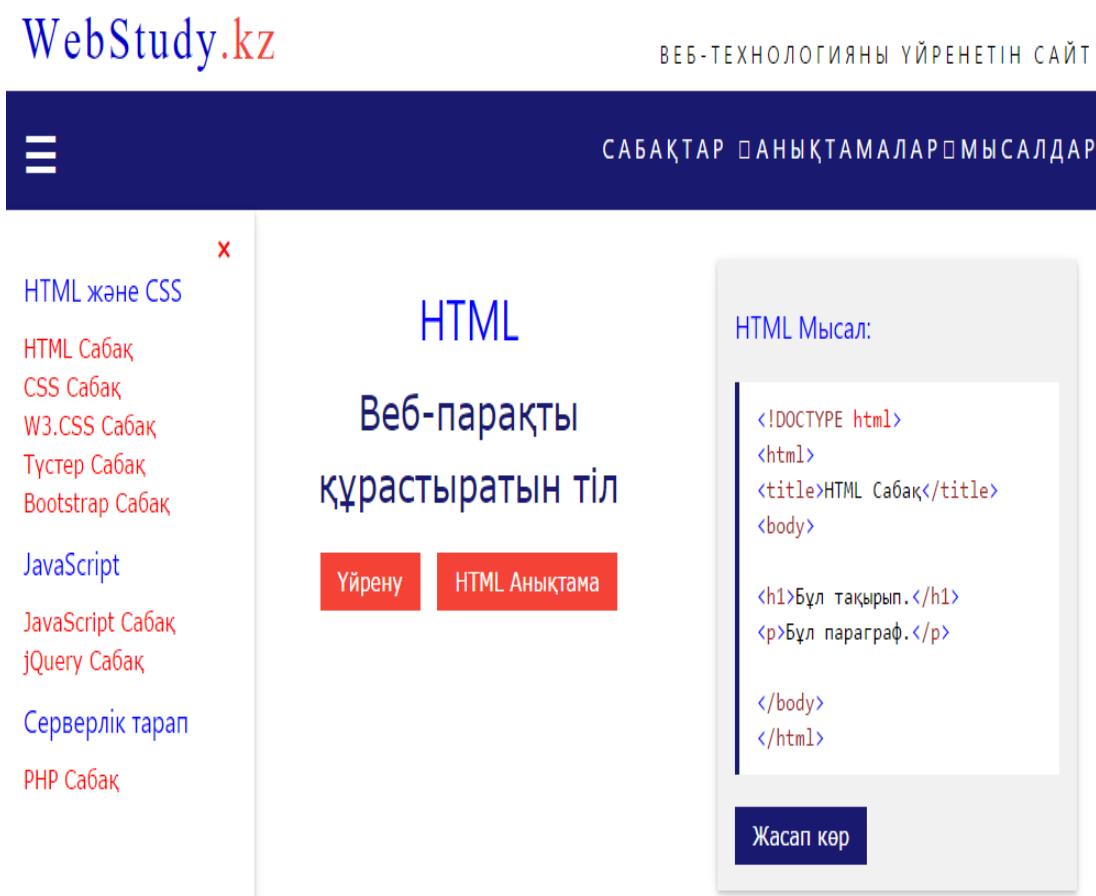 WebStudy.kz
ВЕБ-ТЕХНОЛОГИЯНЫ ҮЙРЕНЕТІН САЙТ
САБАҚТАР АНЫҚТАМАЛАР МЫСАЛДАР
x
HTML және CSS
HTML Сабақ
CSS Сабақ
W3.CSS Сабақ
Түстер Сабақ
Bootstrap Сабақ
JavaScript
JavaScript Сабақ
jQuery Сабақ
Серверлік тарап
PHP Сабақ
HTML
Веб-парақты
құрастыратын тіл
Үйрену HTML Анықтама
HTML Мысал:
<!DOCTYPE html>
<html>
<title>HTML Сабақ</title>
<body>
<h1>Бұл тақырып.</h1>
<p>Бұл параграф.</p>
</body>
</html>
Жасап көр